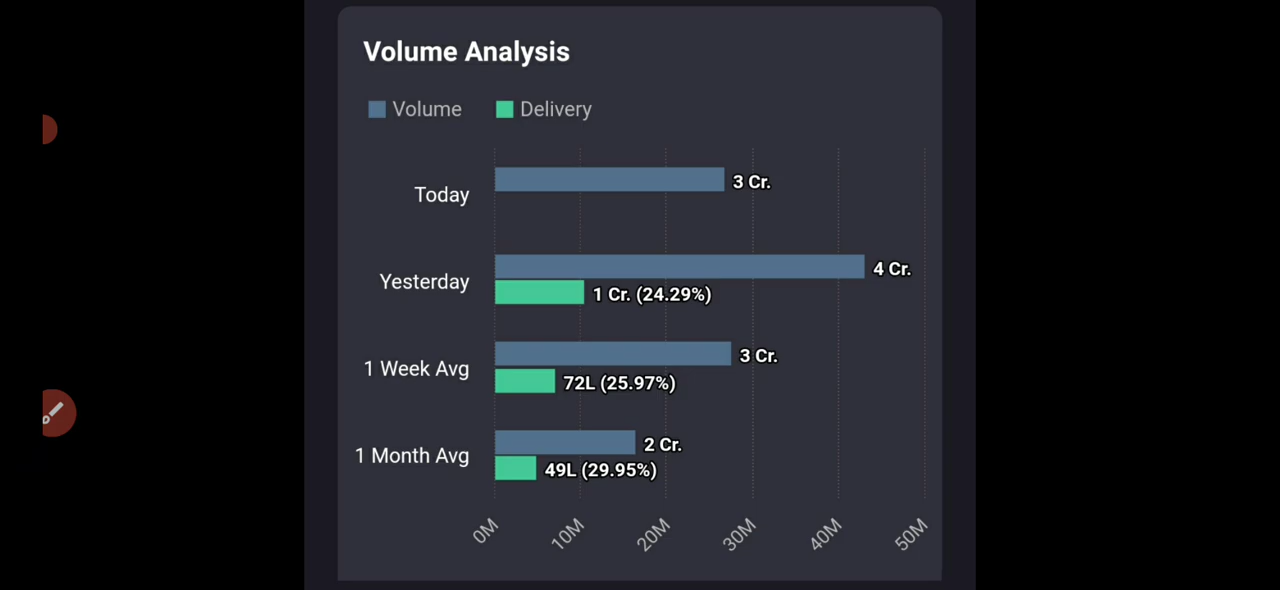 Volume Analysis
Volume Delivery
Today 3 Cr.
Yesterday 4 Cr.
1 Cr. (24.29%)
1 Week Avg 3 Cr.
72L (25.97%)
1 Month Avg 2 Cr.
49L (29.95%)
0M 10M 20M 30M 40M 50M